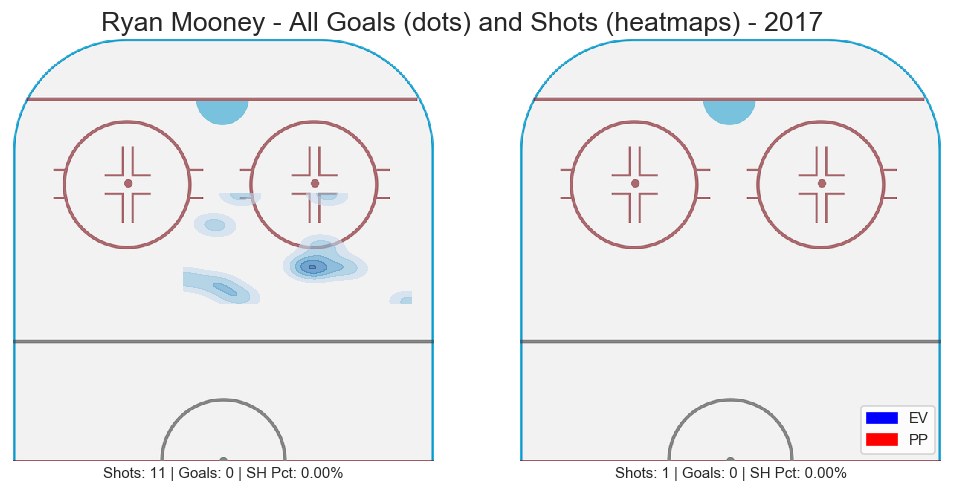 Ryan Mooney - All Goals (dots) and Shots (heatmaps) - 2017
EV
PP
Shots: 11 | Goals: 0 | SH Pct: 0.00%
Shots: 1 | Goals: 0 | SH Pct: 0.00%